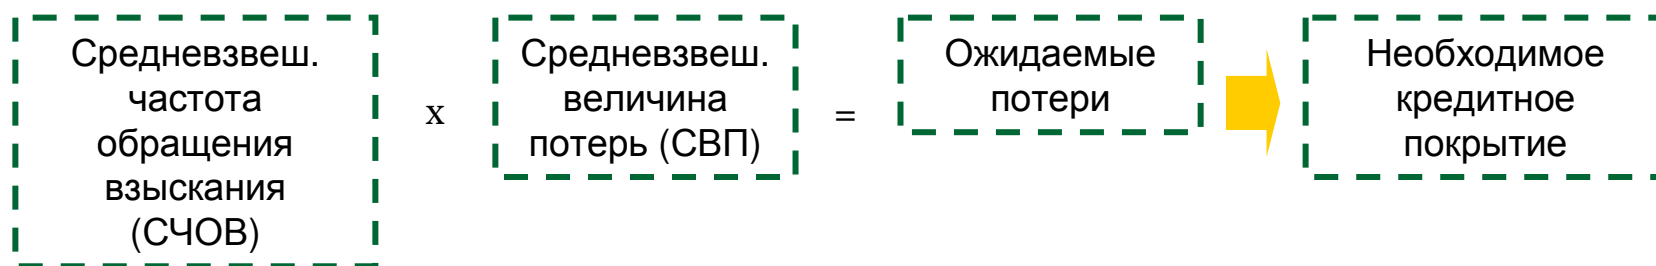 Средневзвеш.
частота
обращения
взыскания
(СЧОВ)
x
Средневзвеш.
величина
потерь (СВП)
=
Ожидаемые
потери
Необходимое
кредитное
покрытие